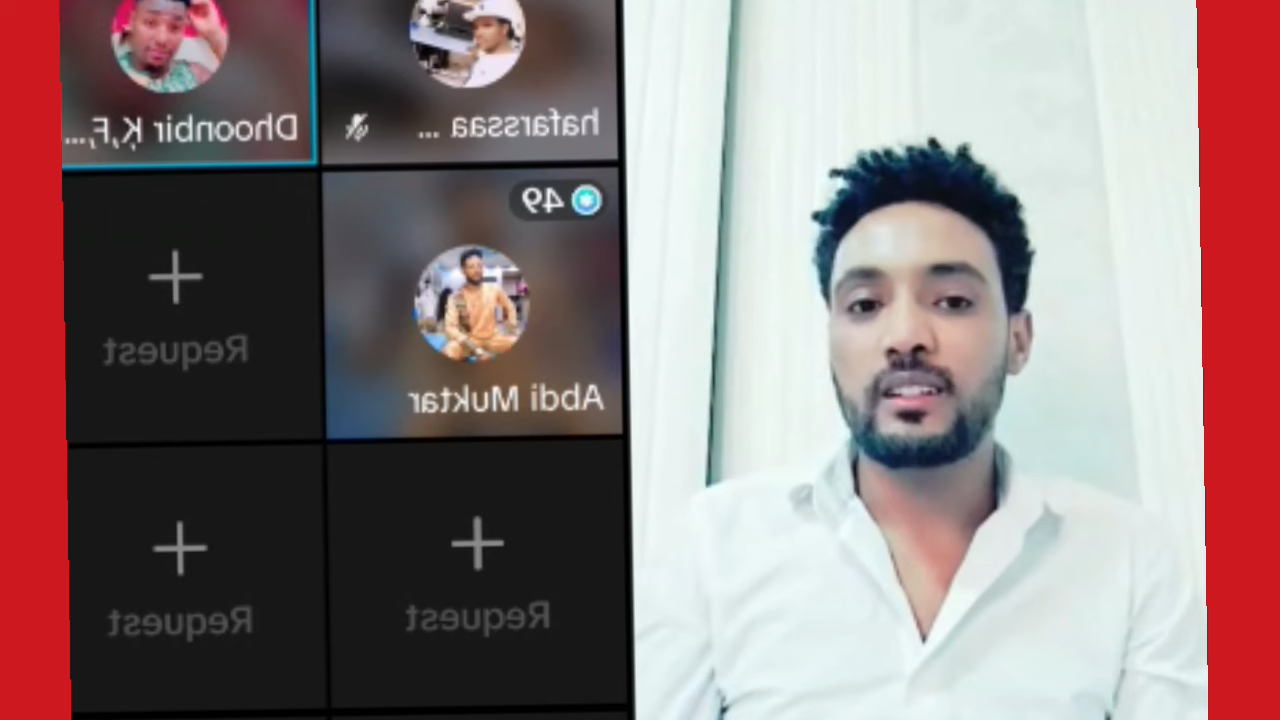 hafarssaa ...
Dhoonbir Ķ,F,...
49
Abdi Muktar
Request
Request
Request